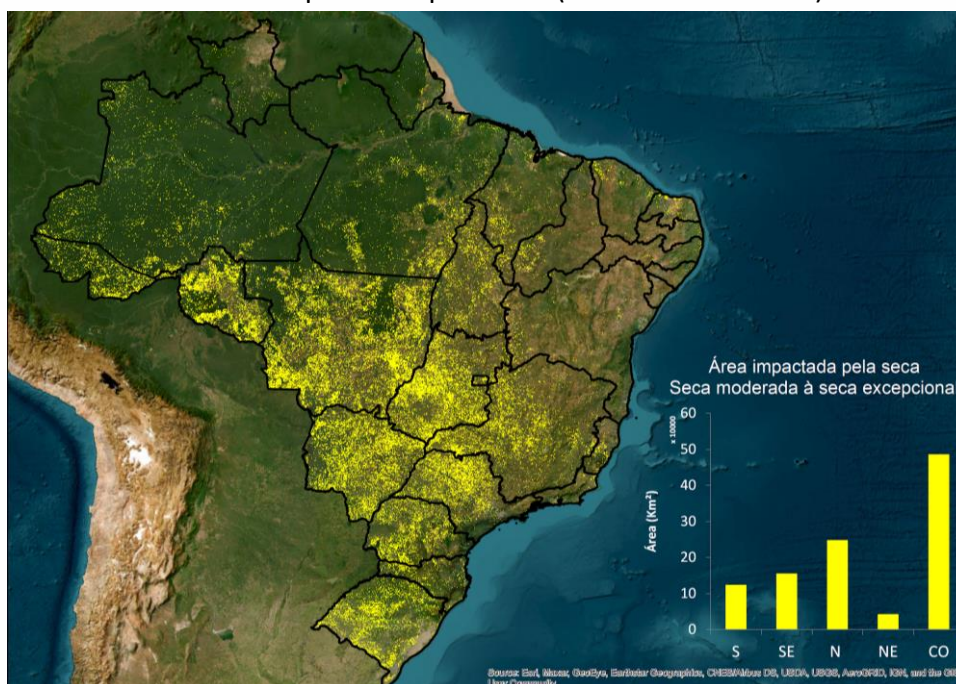 Área impactada pela seca
Seca moderada à seca excepciona
x 10000
Área (Km²)
60
50
40
30
20
10
0
S SE N NE CO
Source: Esri, Maxar, GeoEye, Earthstar Geographics, CNES/Airbus DS, USDA, USGS, AeroGRID, IGN, and the GI
User Community